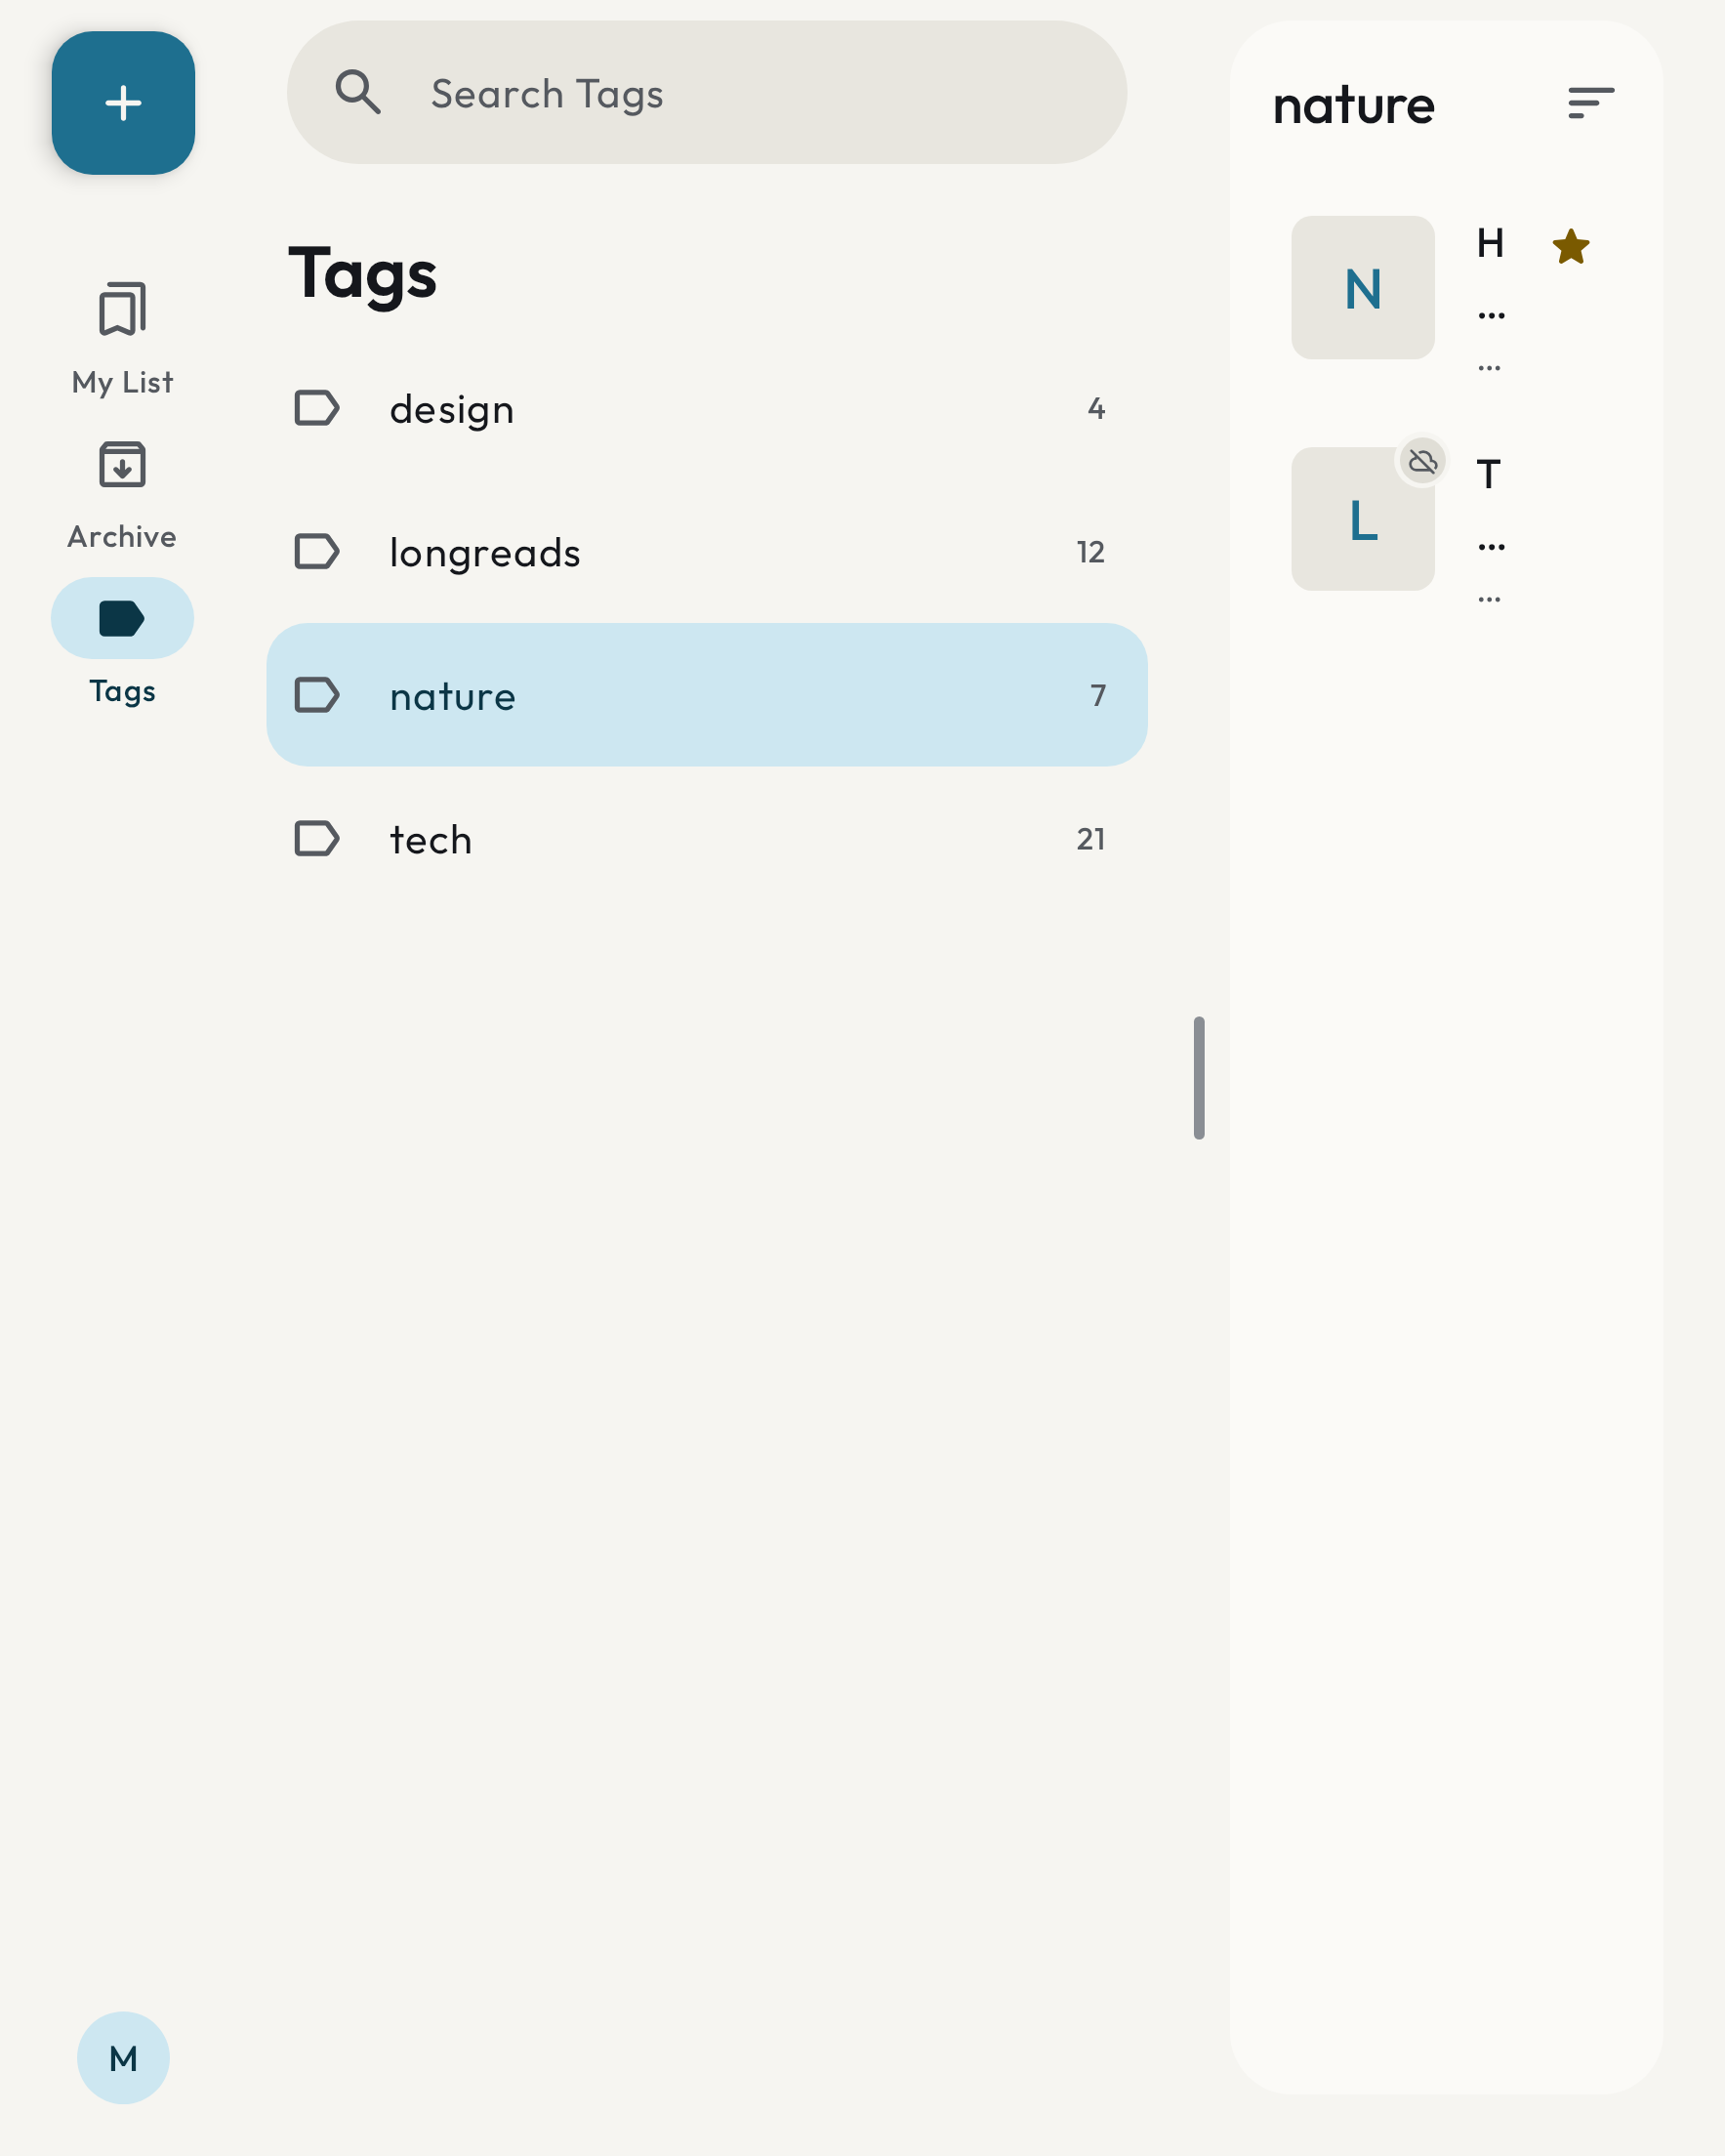 My List
Archive
Tags
M
Search Tags
Tags
design 4
longreads 12
nature 7
tech 21
nature
N
H
...
...
L
T
...
...